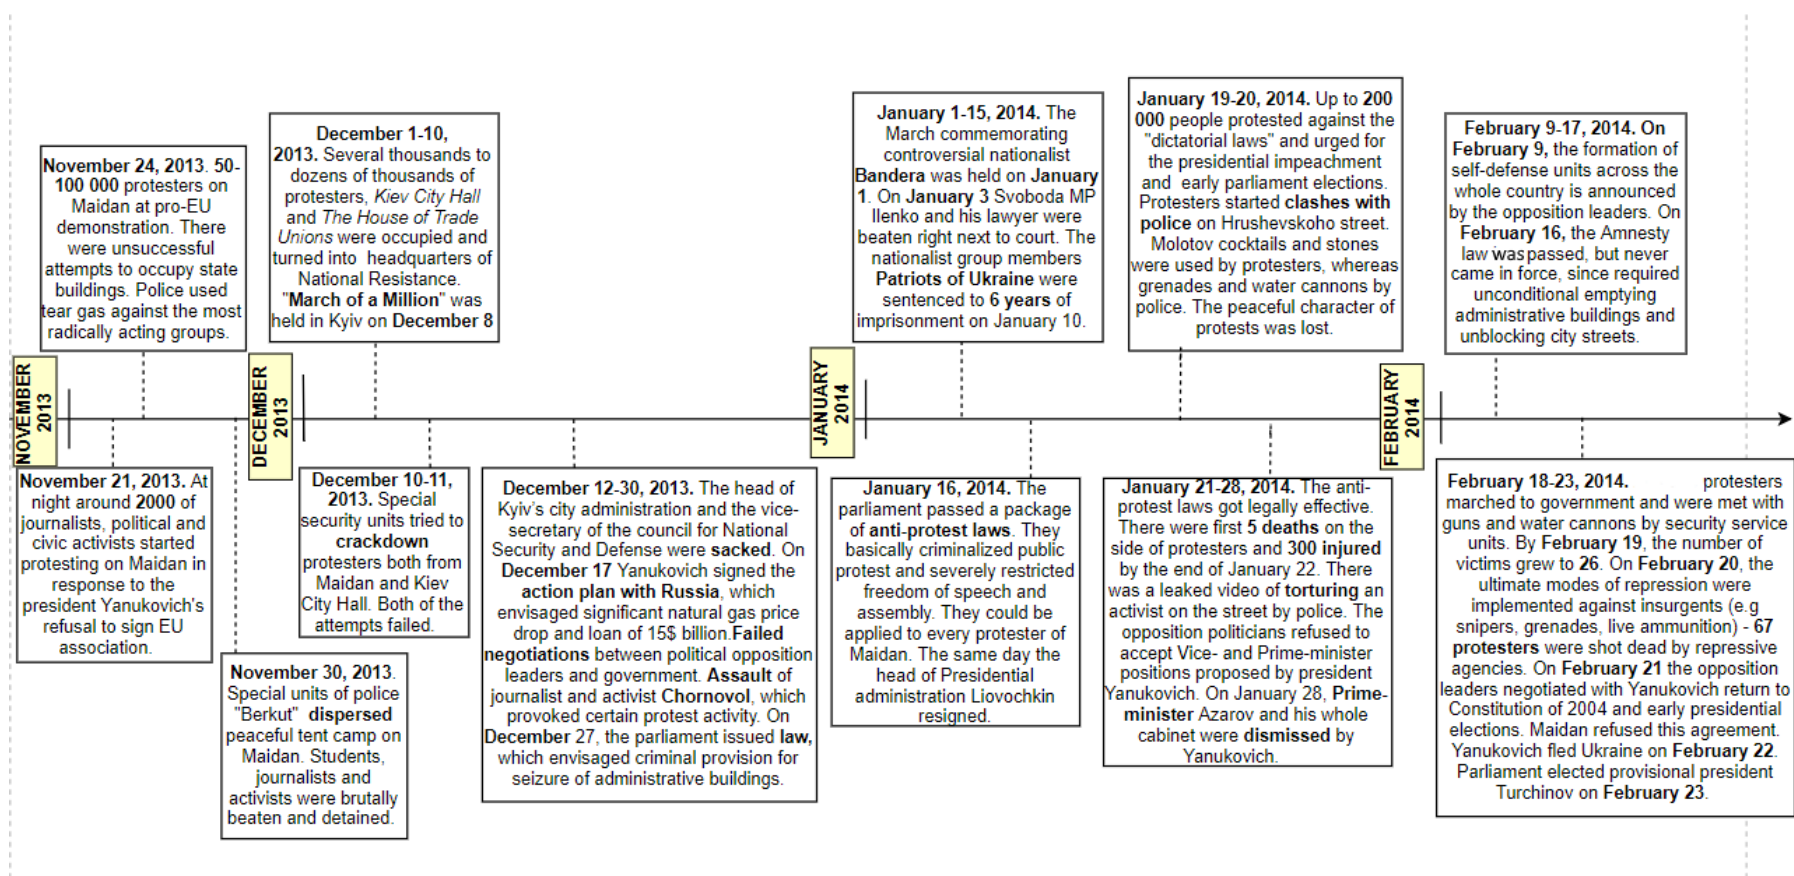 November 24, 2013. 50-
100 000 protesters on
Maidan at pro-EU
demonstration. There
were unsuccessful
attempts to occupy state
buildings. Police used
tear gas against the most
radically acting groups.
December 1-10,
2013. Several thousands to
dozens of thousands of
protesters, Kiev City Hall
and The House of Trade
Unions were occupied and
turned into headquarters of
National Resistance.
"March of a Million" was
held in Kyiv on December 8
January 1-15, 2014. The
March commemorating
controversial nationalist
Bandera was held on January
1. On January 3 Svoboda MP
Ilenko and his lawyer were
beaten right next to court. The
nationalist group members
Patriots of Ukraine were
sentenced to 6 years of
imprisonment on January 10.
January 19-20, 2014. Up to 200
000 people protested against the
"dictatorial laws" and urged for
the presidential impeachment
and early parliament elections.
Protesters started clashes with
police on Hrushevskoho street.
Molotov cocktails and stones
were used by protesters, whereas
grenades and water cannons by
police. The peaceful character of
protests was lost.
February 9-17, 2014. On
February 9, the formation of
self-defense units across the
whole country is announced
by the opposition leaders. On
February 16, the Amnesty
law was passed, but never
came in force, since required
unconditional emptying
administrative buildings and
unblocking city streets.
NOVEMBER
2013
DECEMBER
2013
JANUARY
2014
FEBRUARY
2014
November 21, 2013. At
night around 2000 of
journalists, political and
civic activists started
protesting on Maidan in
response to the
president Yanukovich's
refusal to sign EU
association.
November 30, 2013.
Special units of police
"Berkut" dispersed
peaceful tent camp on
Maidan. Students,
journalists and
activists were brutally
beaten and detained.
December 10-11,
2013. Special
security units tried to
crackdown
protesters both from
Maidan and Kiev
City Hall. Both of the
attempts failed.
December 12-30, 2013. The head of
Kyiv's city administration and the vice-
secretary of the council for National
Security and Defense were sacked. On
December 17 Yanukovich signed the
action plan with Russia, which
envisaged significant natural gas price
drop and loan of 15$ billion.Failed
negotiations between political opposition
leaders and government. Assault of
journalist and activist Chornovol, which
provoked certain protest activity. On
December 27, the parliament issued law,
which envisaged criminal provision for
seizure of administrative buildings.
January 16, 2014. The
parliament passed a package
of anti-protest laws. They
basically criminalized public
protest and severely restricted
freedom of speech and
assembly. They could be
applied to every protester of
Maidan. The same day the
head of Presidential
administration Liovochkin
resigned.
January 21-28, 2014. The anti-
protest laws got legally effective.
There were first 5 deaths on the
side of protesters and 300 injured
by the end of January 22. There
was a leaked video of torturing an
activist on the street by police. The
opposition politicians refused to
accept Vice- and Prime-minister
positions proposed by president
Yanukovich. On January 28, Prime-
minister Azarov and his whole
cabinet were dismissed by
Yanukovich.
February 18-23, 2014. protesters
marched to government and were met with
guns and water cannons by security service
units. By February 19, the number of
victims grew to 26. On February 20, the
ultimate modes of repression were
implemented against insurgents (e.g
snipers, grenades, live ammunition) - 67
protesters were shot dead by repressive
agencies. On February 21 the opposition
leaders negotiated with Yanukovich return to
Constitution of 2004 and early presidential
elections. Maidan refused this agreement.
Yanukovich fled Ukraine on February 22.
Parliament elected provisional president
Turchinov on February 23.